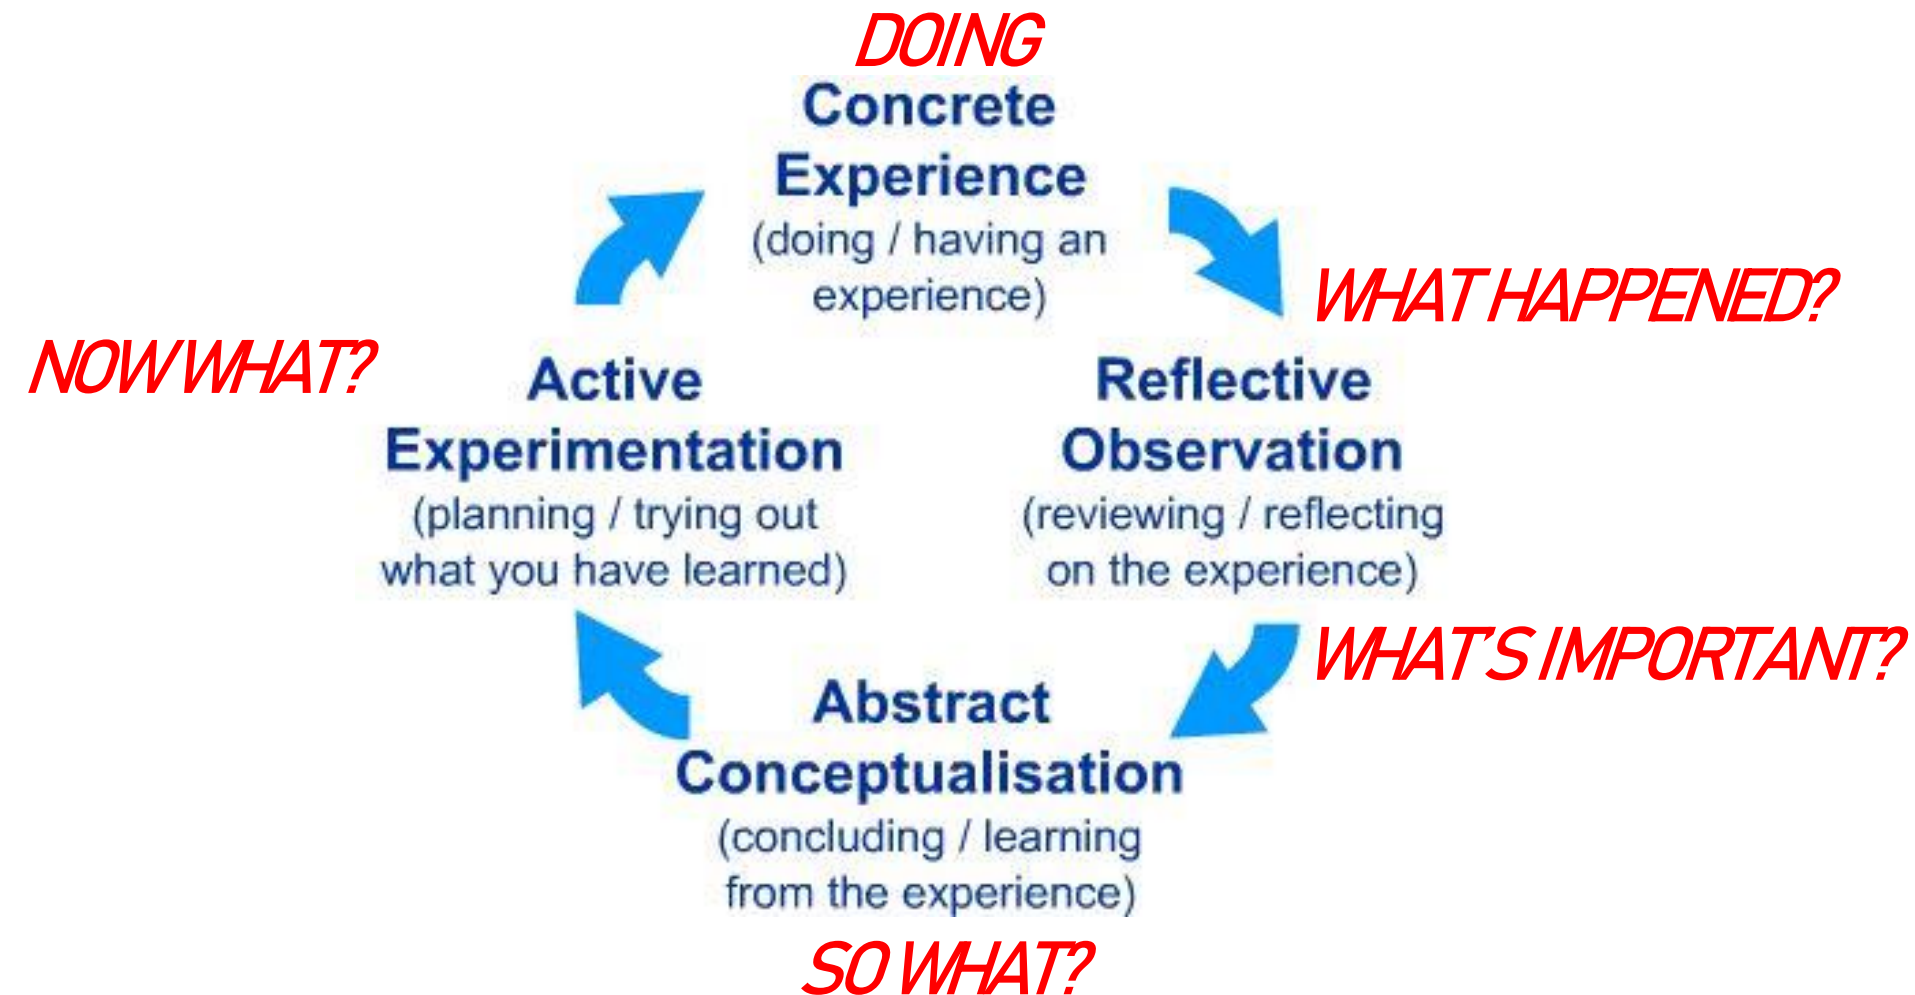 DOING
Concrete
Experience
(doing / having an
experience)
WHAT HAPPENED?
Reflective
Observation
(reviewing / reflecting
on the experience)
WHAT'S IMPORTANT?
Abstract
Conceptualisation
(concluding / learning
from the experience)
SO WHAT?
NOW WHAT?
Active
Experimentation
(planning / trying out
what you have learned)